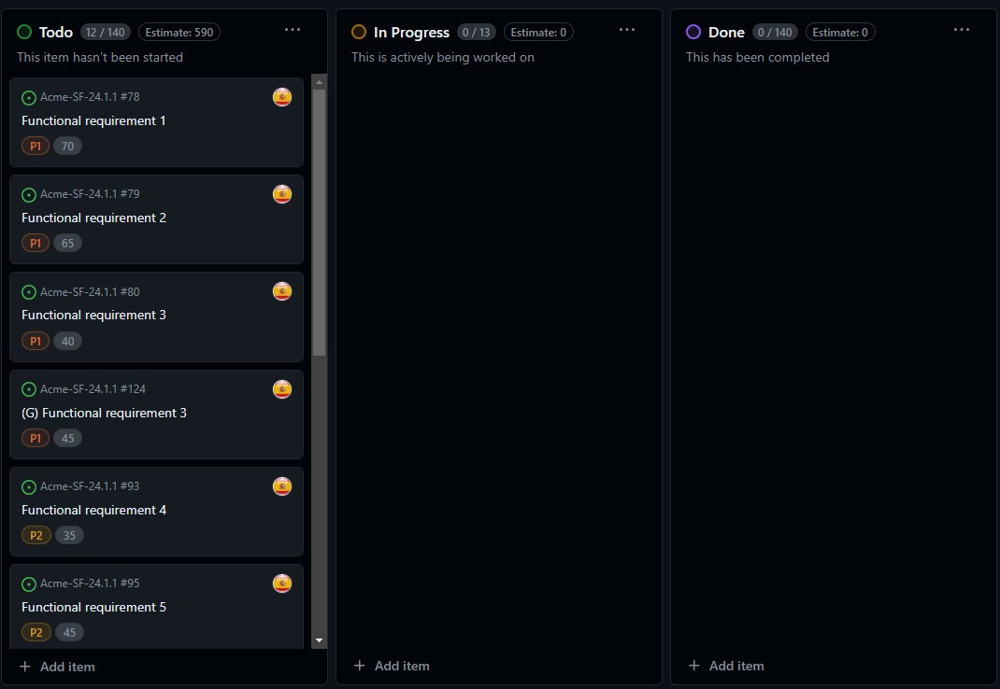 Todo 12 / 140 Estimate: 590
This item hasn't been started
Acme-SF-24.1.1 #78
Functional requirement 1
P1 70
Acme-SF-24.1.1 #79
Functional requirement 2
P1 65
Acme-SF-24.1.1 #80
Functional requirement 3
P1 40
Acme-SF-24.1.1 #124
(G) Functional requirement 3
P1 45
Acme-SF-24.1.1 #93
Functional requirement 4
P2 35
Acme-SF-24.1.1 #95
Functional requirement 5
P2 45
+ Add item
In Progress 0 / 13 Estimate: 0
This is actively being worked on
+ Add item
Done 0 / 140 Estimate: 0
This has been completed
+ Add item